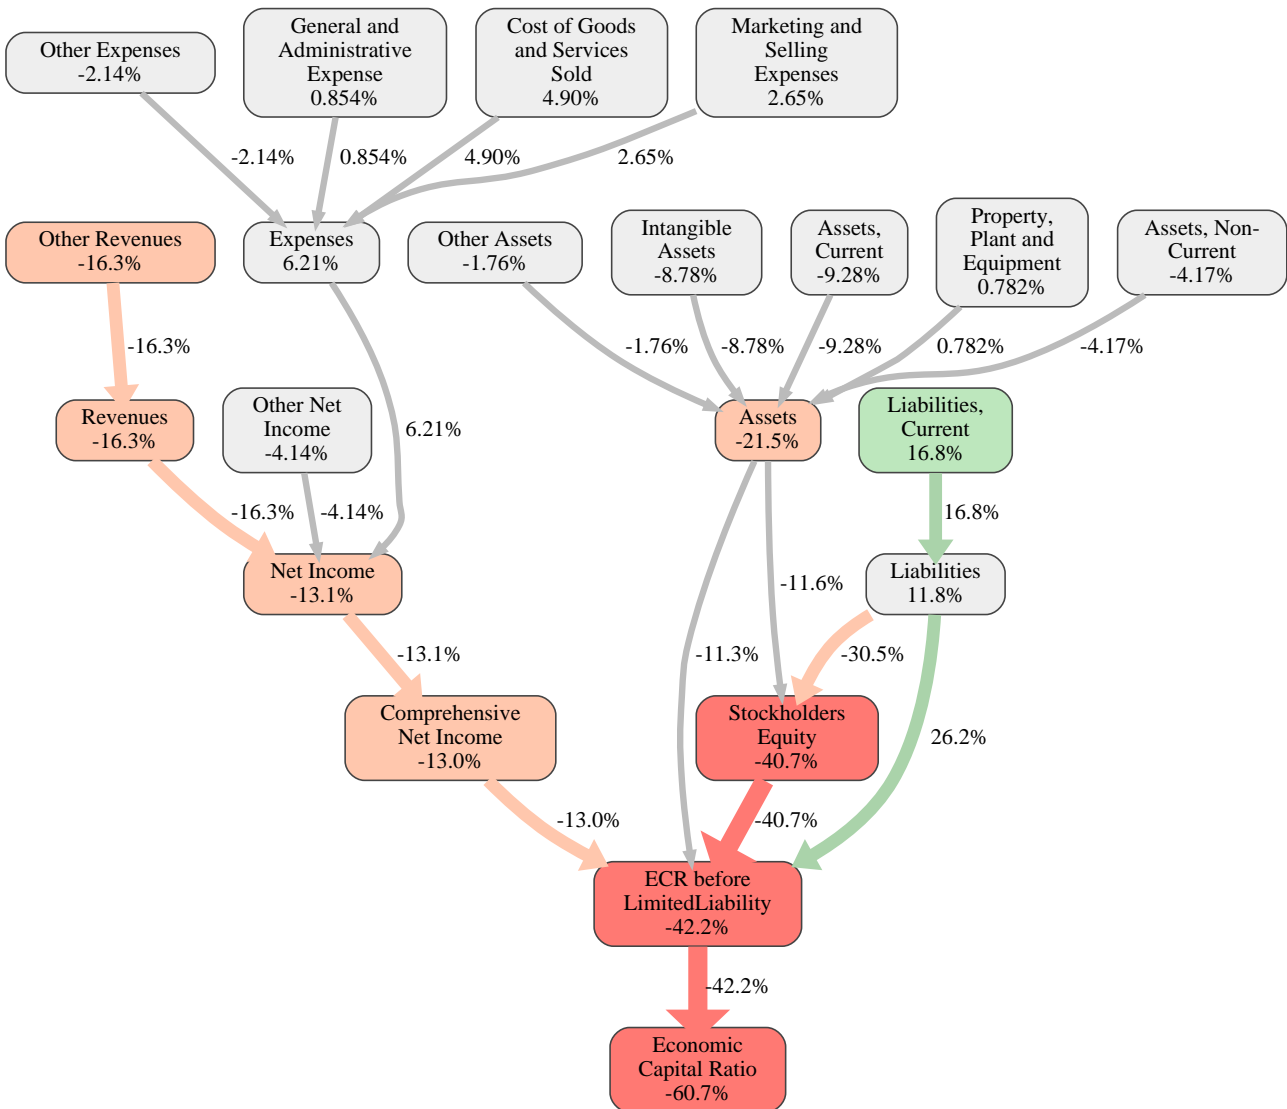 Other Expenses
-2.14%
General and
Administrative
Expense
0.854%
Cost of Goods
and Services
Sold
4.90%
Marketing and
Selling
Expenses
2.65%
-2.14%
0.854%
4.90%
2.65%
Other Revenues
-16.3%
Expenses
6.21%
Other Assets
-1.76%
Intangible
Assets
-8.78%
Assets,
Current
-9.28%
Property,
Plant and
Equipment
0.782%
Assets, Non-
Current
-4.17%
-16.3%
-1.76%
-8.78%
-9.28%
0.782%
-4.17%
Revenues
-16.3%
Other Net
Income
-4.14%
6.21%
Assets
-21.5%
Liabilities,
Current
16.8%
-16.3%
-4.14%
16.8%
Net Income
-13.1%
-11.6%
Liabilities
11.8%
-13.1%
-11.3%
-30.5%
Comprehensive
Net Income
-13.0%
Stockholders
Equity
-40.7%
26.2%
-13.0%
-40.7%
ECR before
LimitedLiability
-42.2%
-42.2%
Economic
Capital Ratio
-60.7%